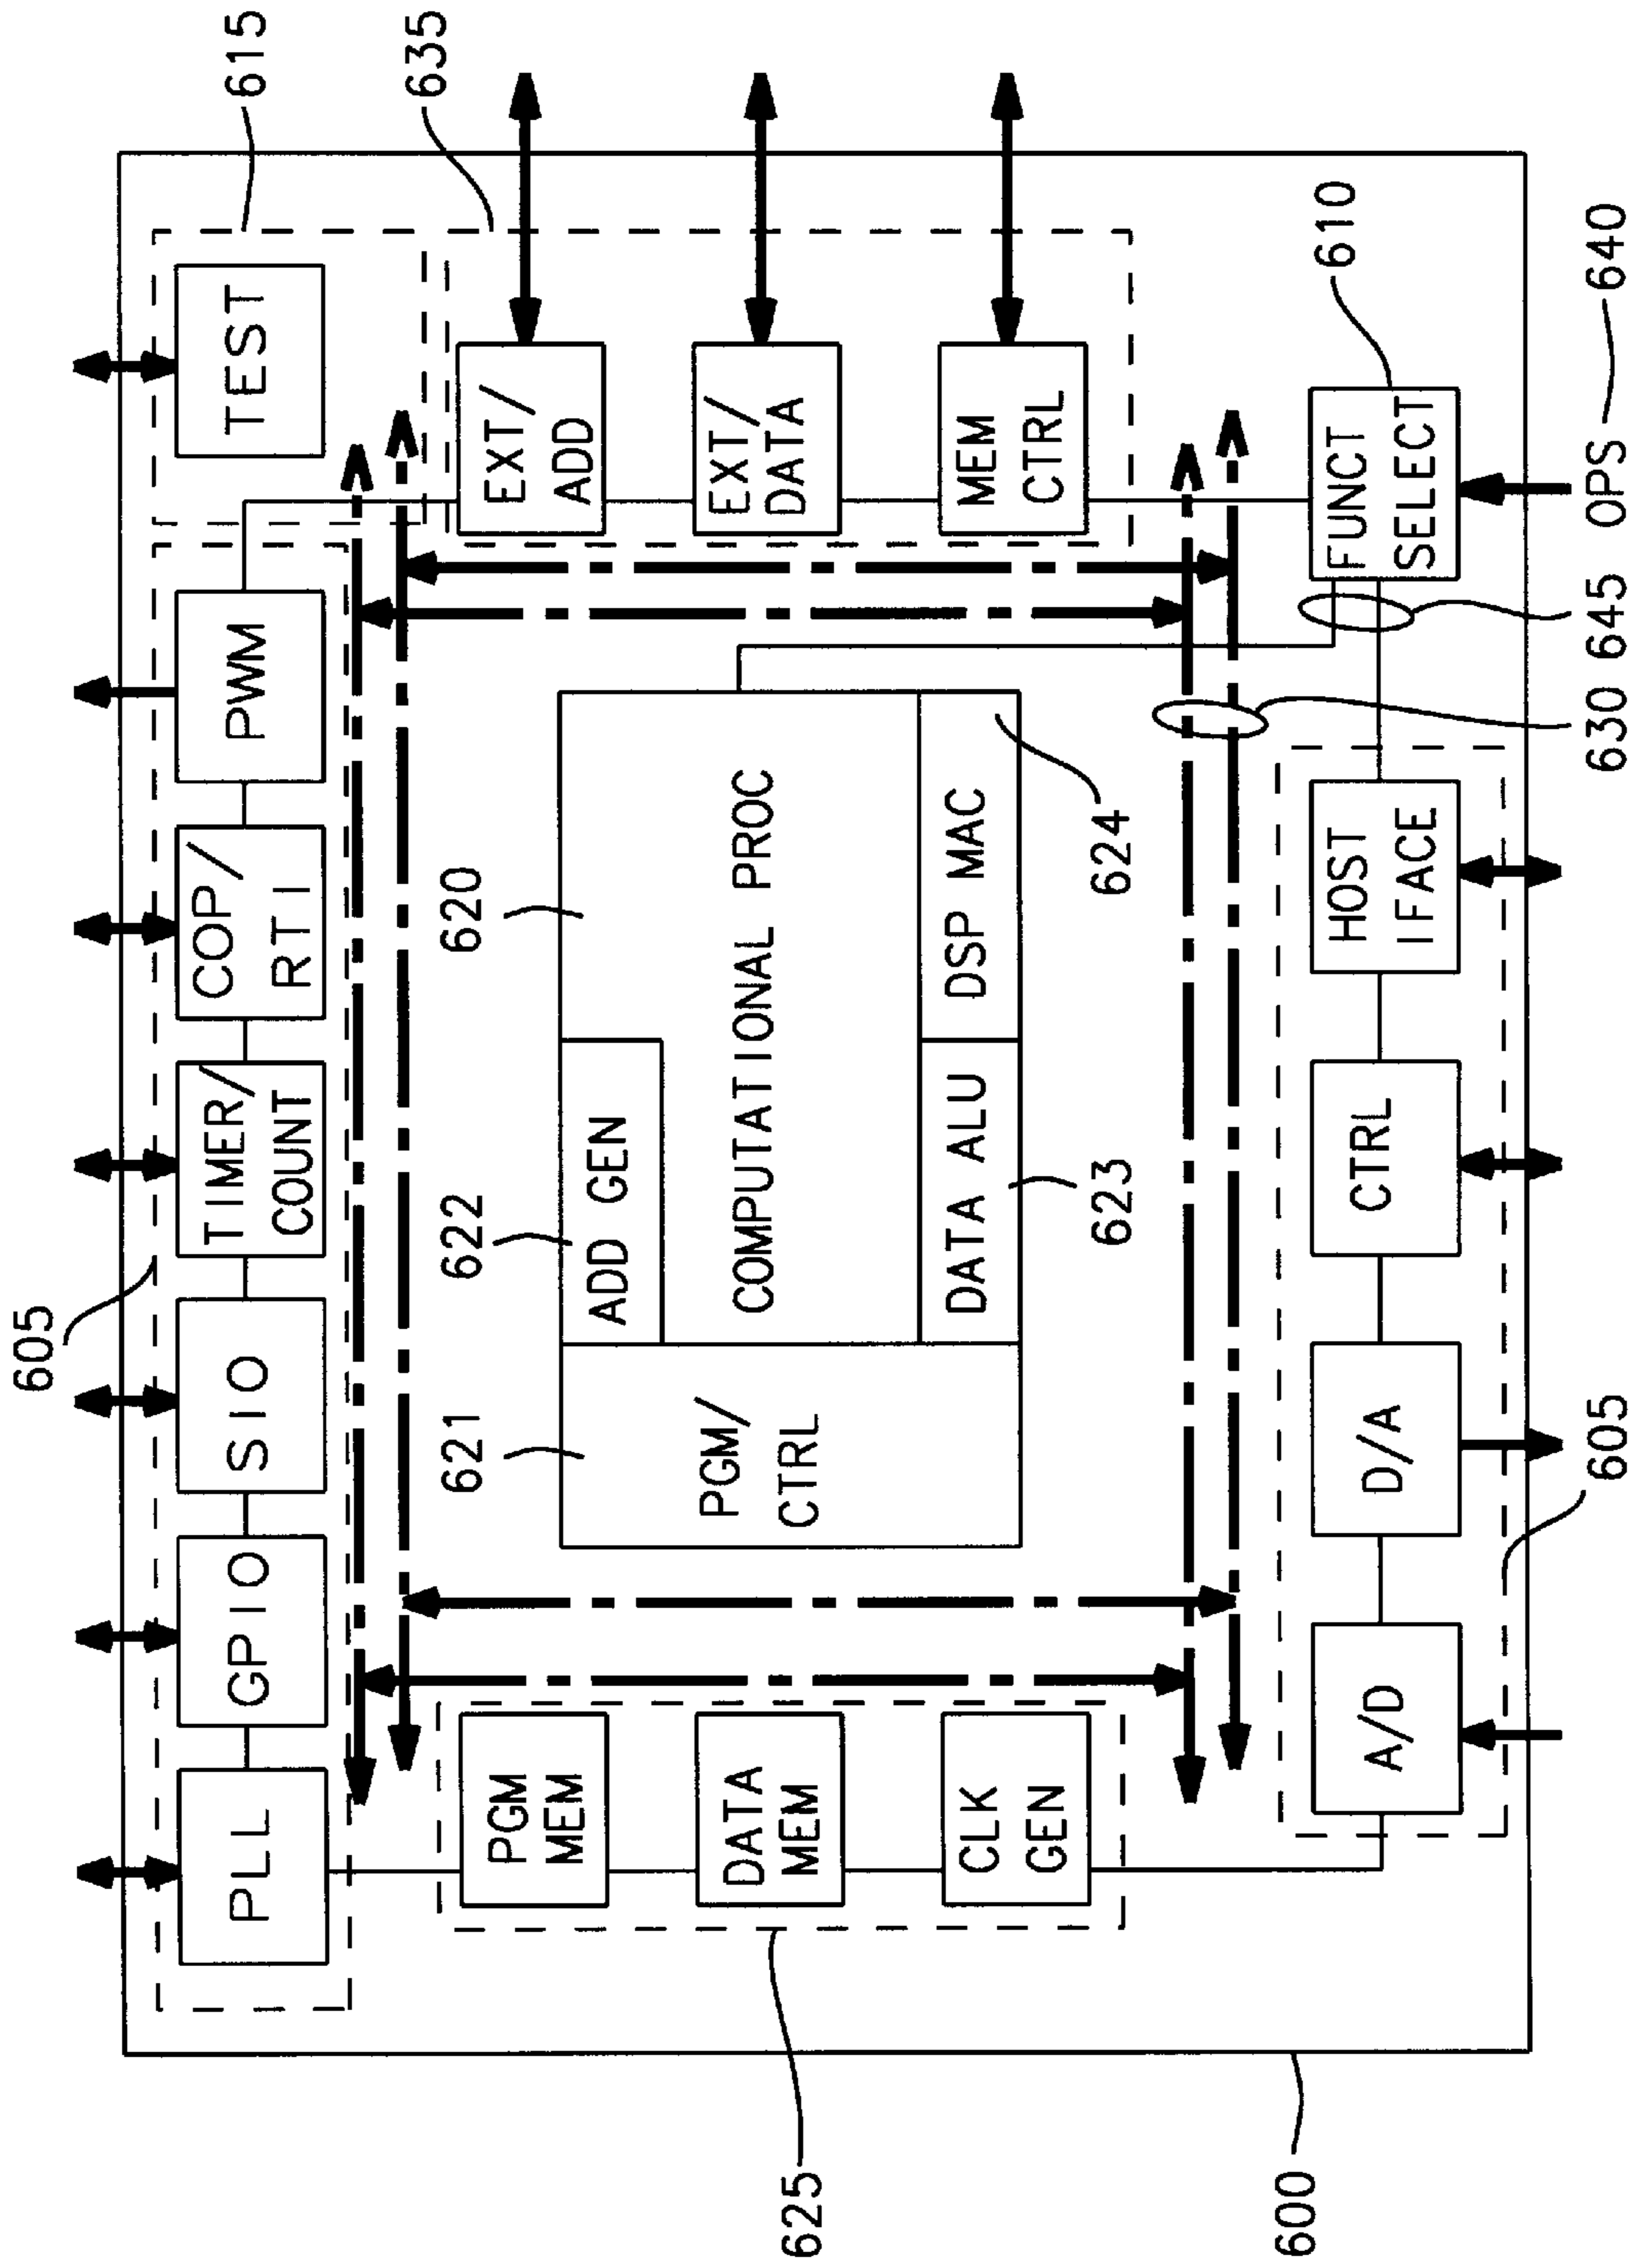 605
615
635
PLL
GPIO
SIO
TIMER/
COUNT
COP/
RTI
PWM
TEST
PGM
MEM
DATA
MEM
CLK
GEN
625
621
622
620
PGM/
CTRL
ADD GEN
COMPUTATIONAL PROC
DATA ALU
DSP MAC
623
624
EXT/
ADD
EXT/
DATA
MEM
CTRL
A/D
D/A
CTRL
HOST
IFACE
FUNCT
SELECT
610
600
605
630
645
OPS
640